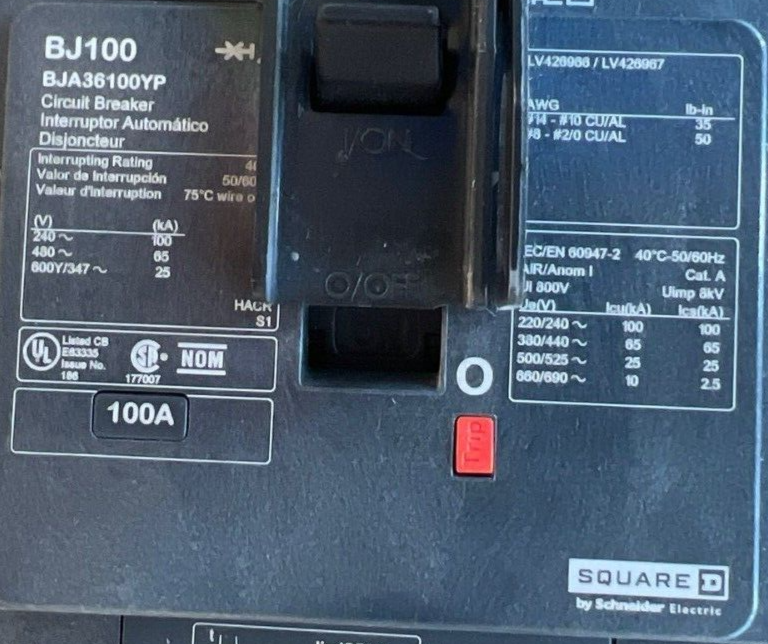 BJ100
BJA36100YP
Circuit Breaker
Interruptor Automático
Disjoncteur
Interrupting Rating
Valor de Interrupción 50/60
Valeur d'Interruption 75°C wire
(V) (kA)
240~ 100
480~ 65
600Y/347~ 25
HACR
S1
UL
Listed CB
E63335
Issue No.
186
177007
NOM
100A
I/ON
O/OFF
O
Trip
LV426966 / LV426967
AWG lb-in
#14 - #10 CU/AL 35
#8 - #2/0 CU/AL 50
EC/EN 60947-2 40°C-50/60Hz
Cat. A
Ui 800V Uimp 8kV
Ue(V) Icu(kA) Ics(kA)
220/240~ 100 100
380/440~ 65 65
500/525~ 25 25
660/690~ 10 2.5
SQUARE D
by Schneider Electric